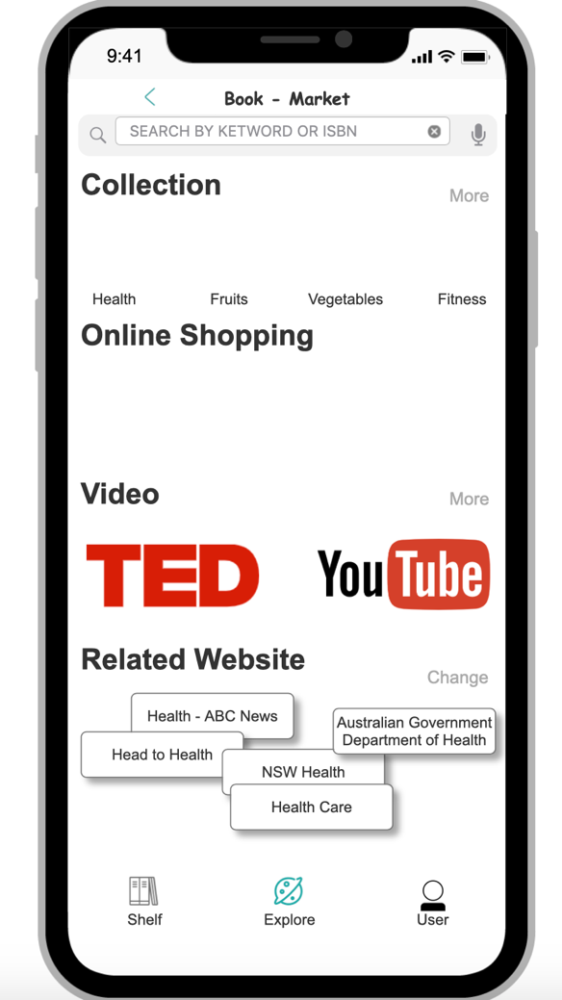 9:41
Book - Market
SEARCH BY KETWORD OR ISBN
Collection
More
Health
Fruits
Vegetables
Fitness
Online Shopping
Video
More
TED
YouTube
Related Website
Change
Health - ABC News
Australian Government
Department of Health
Head to Health
NSW Health
Health Care
Shelf
Explore
User